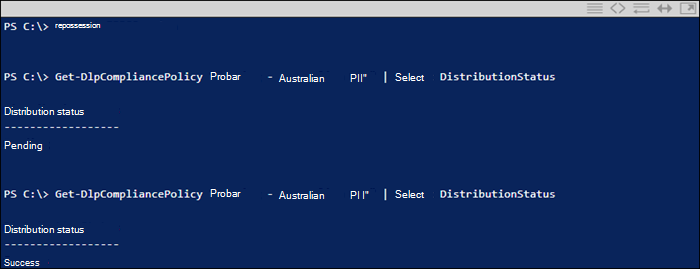 PS C:\> repossession
PS C:\> Get-DlpCompliancePolicy Probar - Australian PII" | Select DistributionStatus
Distribution status
------------------
Pending
PS C:\> Get-DlpCompliancePolicy Probar - Australian PII" | Select DistributionStatus
Distribution status
------------------
Success